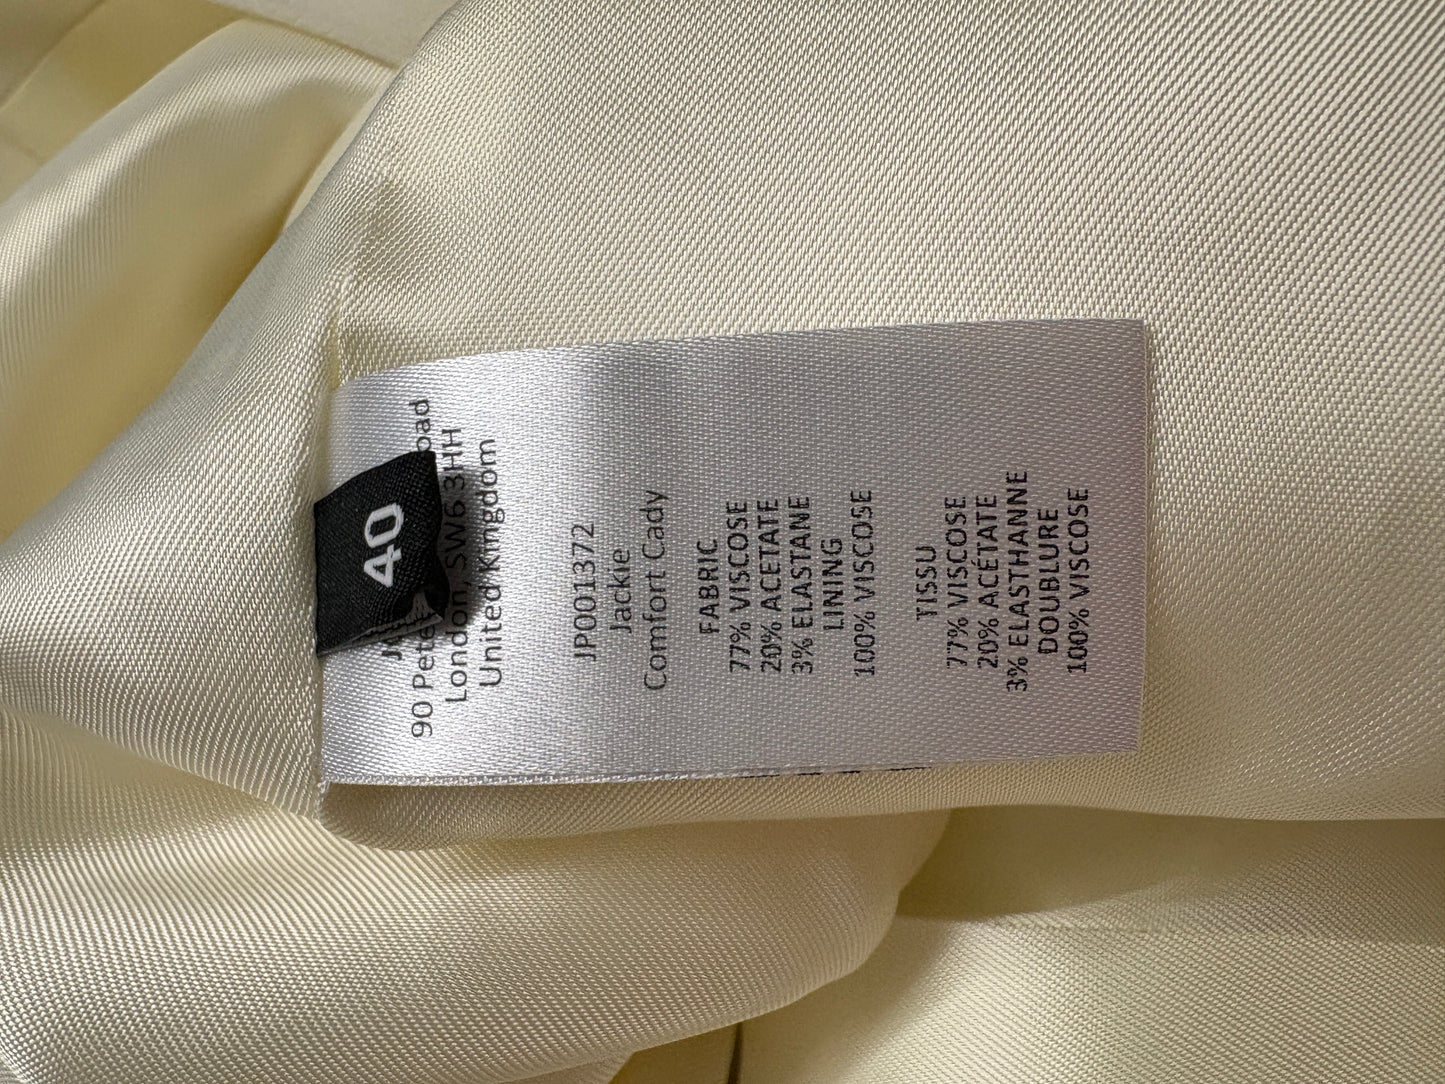 40
90
London, SW6 3HH
United Kingdom
JP001372
Jackie
Comfort Cady
FABRIC
77% VISCOSE
20% ACETATE
3% ELASTANE
LINING
100% VISCOSE
TISSU
77% VISCOSE
20% ACÉTATE
3% ELASTHANNE
DOUBLURE
100% VISCOSE